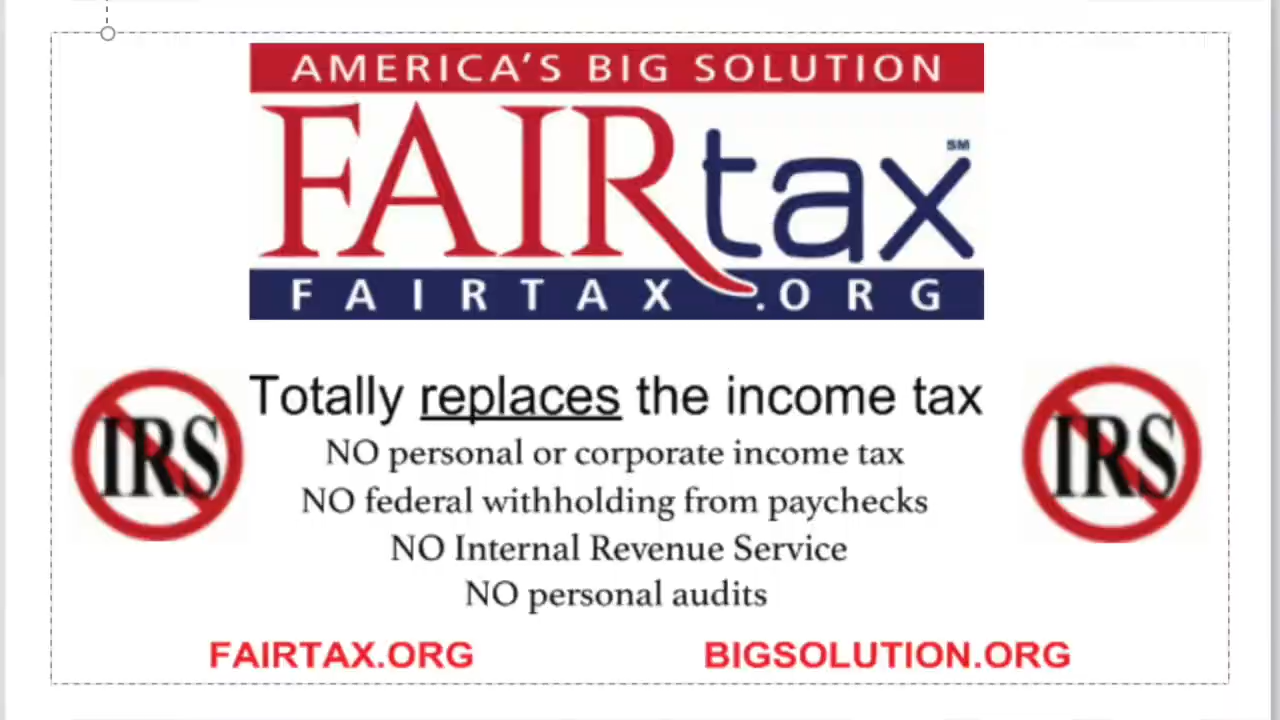 AMERICA'S BIG SOLUTION
FAIRtax SM
FAIRTAX.ORG
Totally replaces the income tax
IRS
IRS
NO personal or corporate income tax
NO federal withholding from paychecks
NO Internal Revenue Service
NO personal audits
FAIRTAX.ORG
BIGSOLUTION.ORG